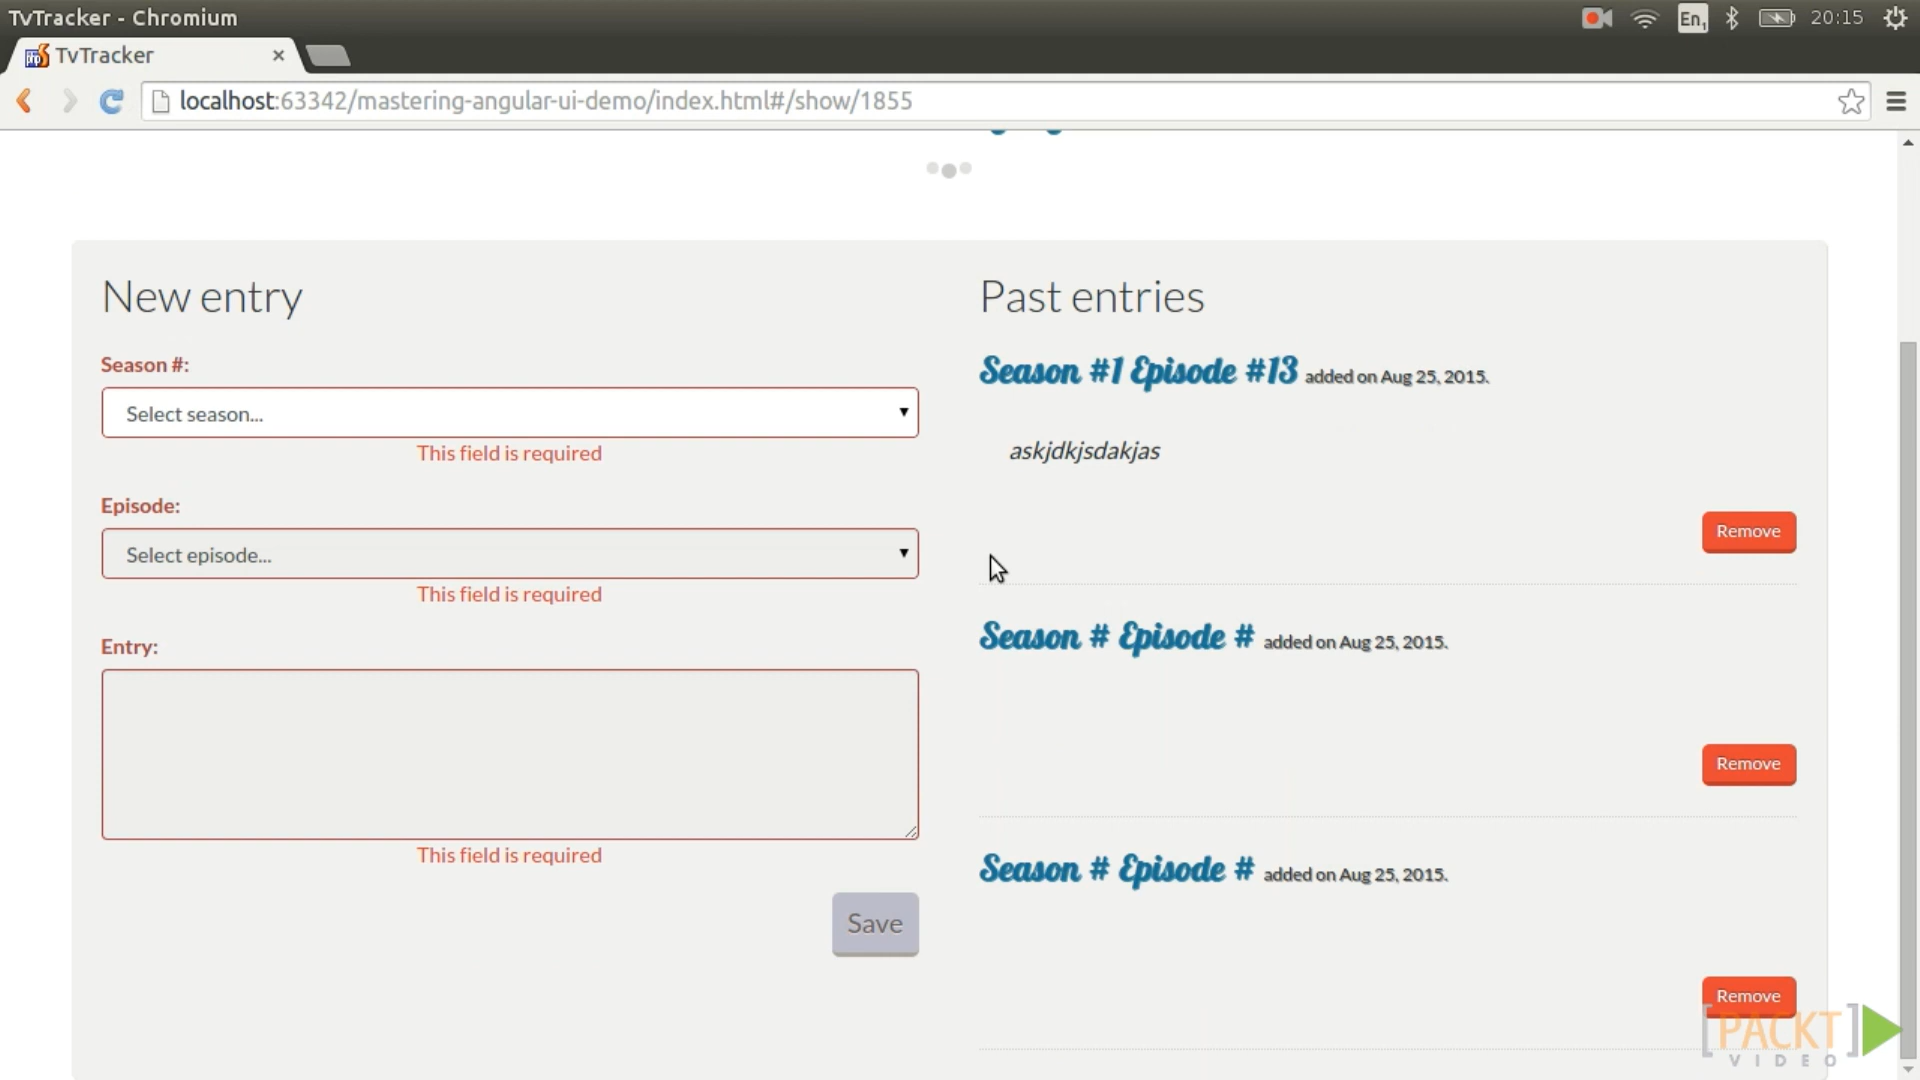 TvTracker - Chromium
En1
20:15
TvTracker
localhost:63342/mastering-angular-ui-demo/index.html#/show/1855
New entry
Season #:
Select season...
This field is required
Episode:
Select episode...
This field is required
Entry:
This field is required
Save
Past entries
Season #1 Episode #13 added on Aug 25, 2015.
askjdkjsdakjas
Remove
Season # Episode # added on Aug 25, 2015.
Remove
Season # Episode # added on Aug 25, 2015.
Remove
[PACKT]
VIDEO